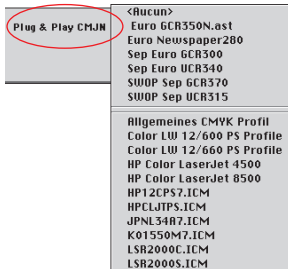 Plug & Play CMJN
<Aucun>
Euro GCR350N.ast
Euro Newspaper280
Sep Euro GCR300
Sep Euro UCR340
SWOP Sep GCR370
SWOP Sep UCR315
Allgemeines CMYK Profil
Color LW 12/600 PS Profile
Color LW 12/660 PS Profile
HP Color LaserJet 4500
HP Color LaserJet 8500
HP12CPS7.ICM
HPCLJTPS.ICM
JPNL34A7.ICM
KO1550M7.ICM
LSR2000C.ICM
LSR2000S.ICM